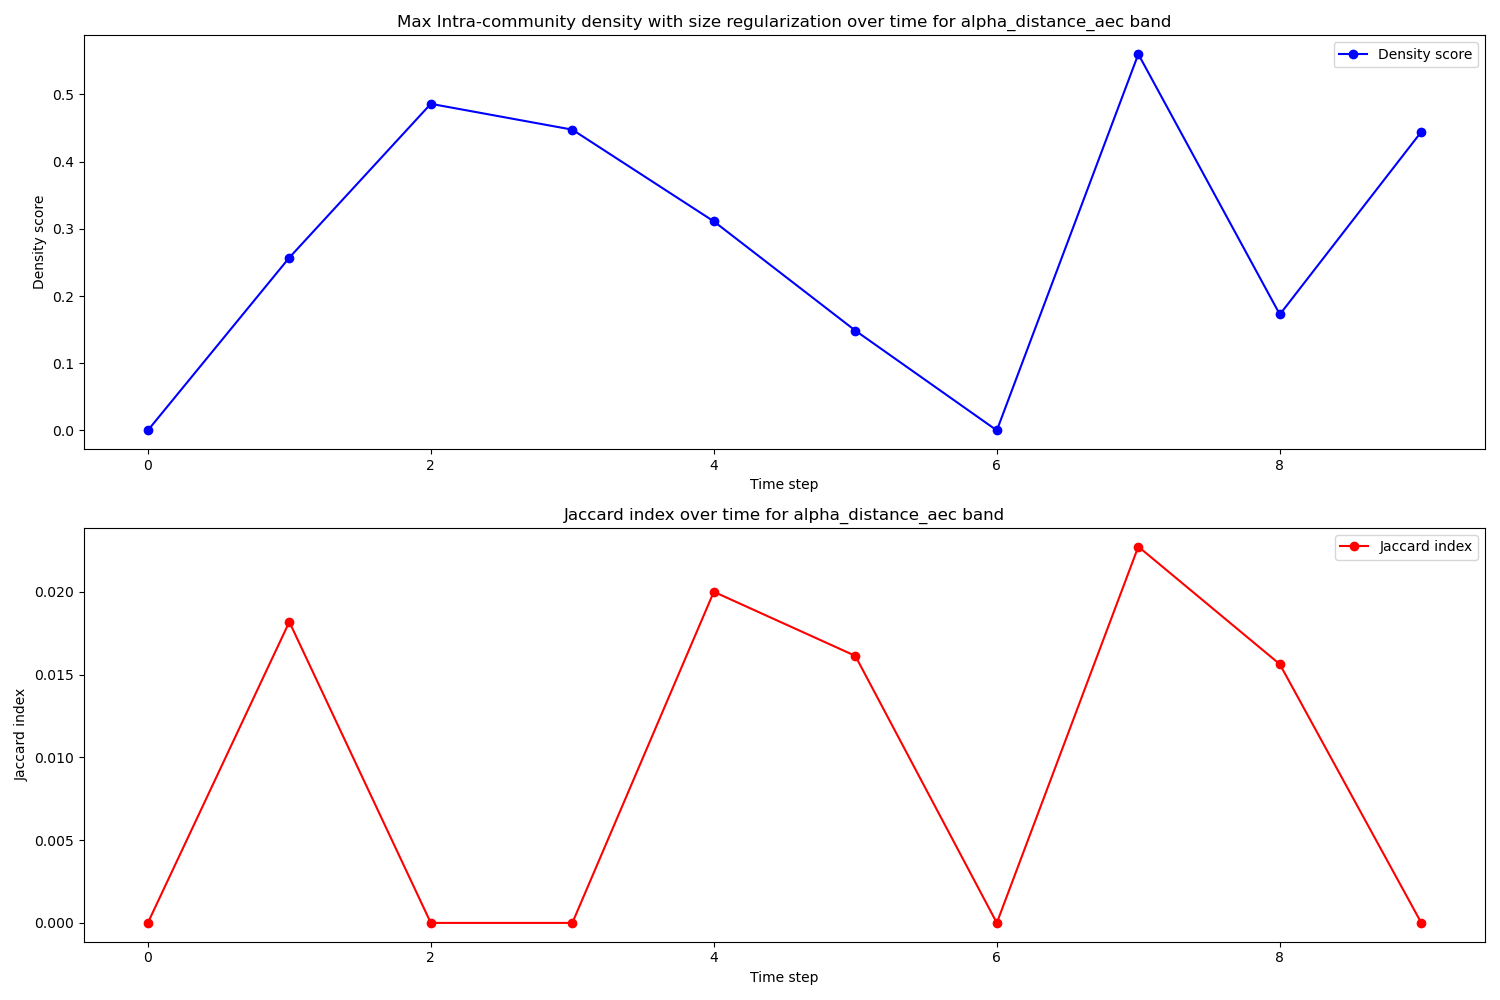 Max Intra-community density with size regularization over time for alpha_distance_aec band
Density score
0.5
0.4
0.3
0.2
0.1
0.0
Density score
0 2 4 6 8
Time step
Jaccard index over time for alpha_distance_aec band
Jaccard index
0.020
0.015
0.010
0.005
0.000
Jaccard index
0 2 4 6 8
Time step